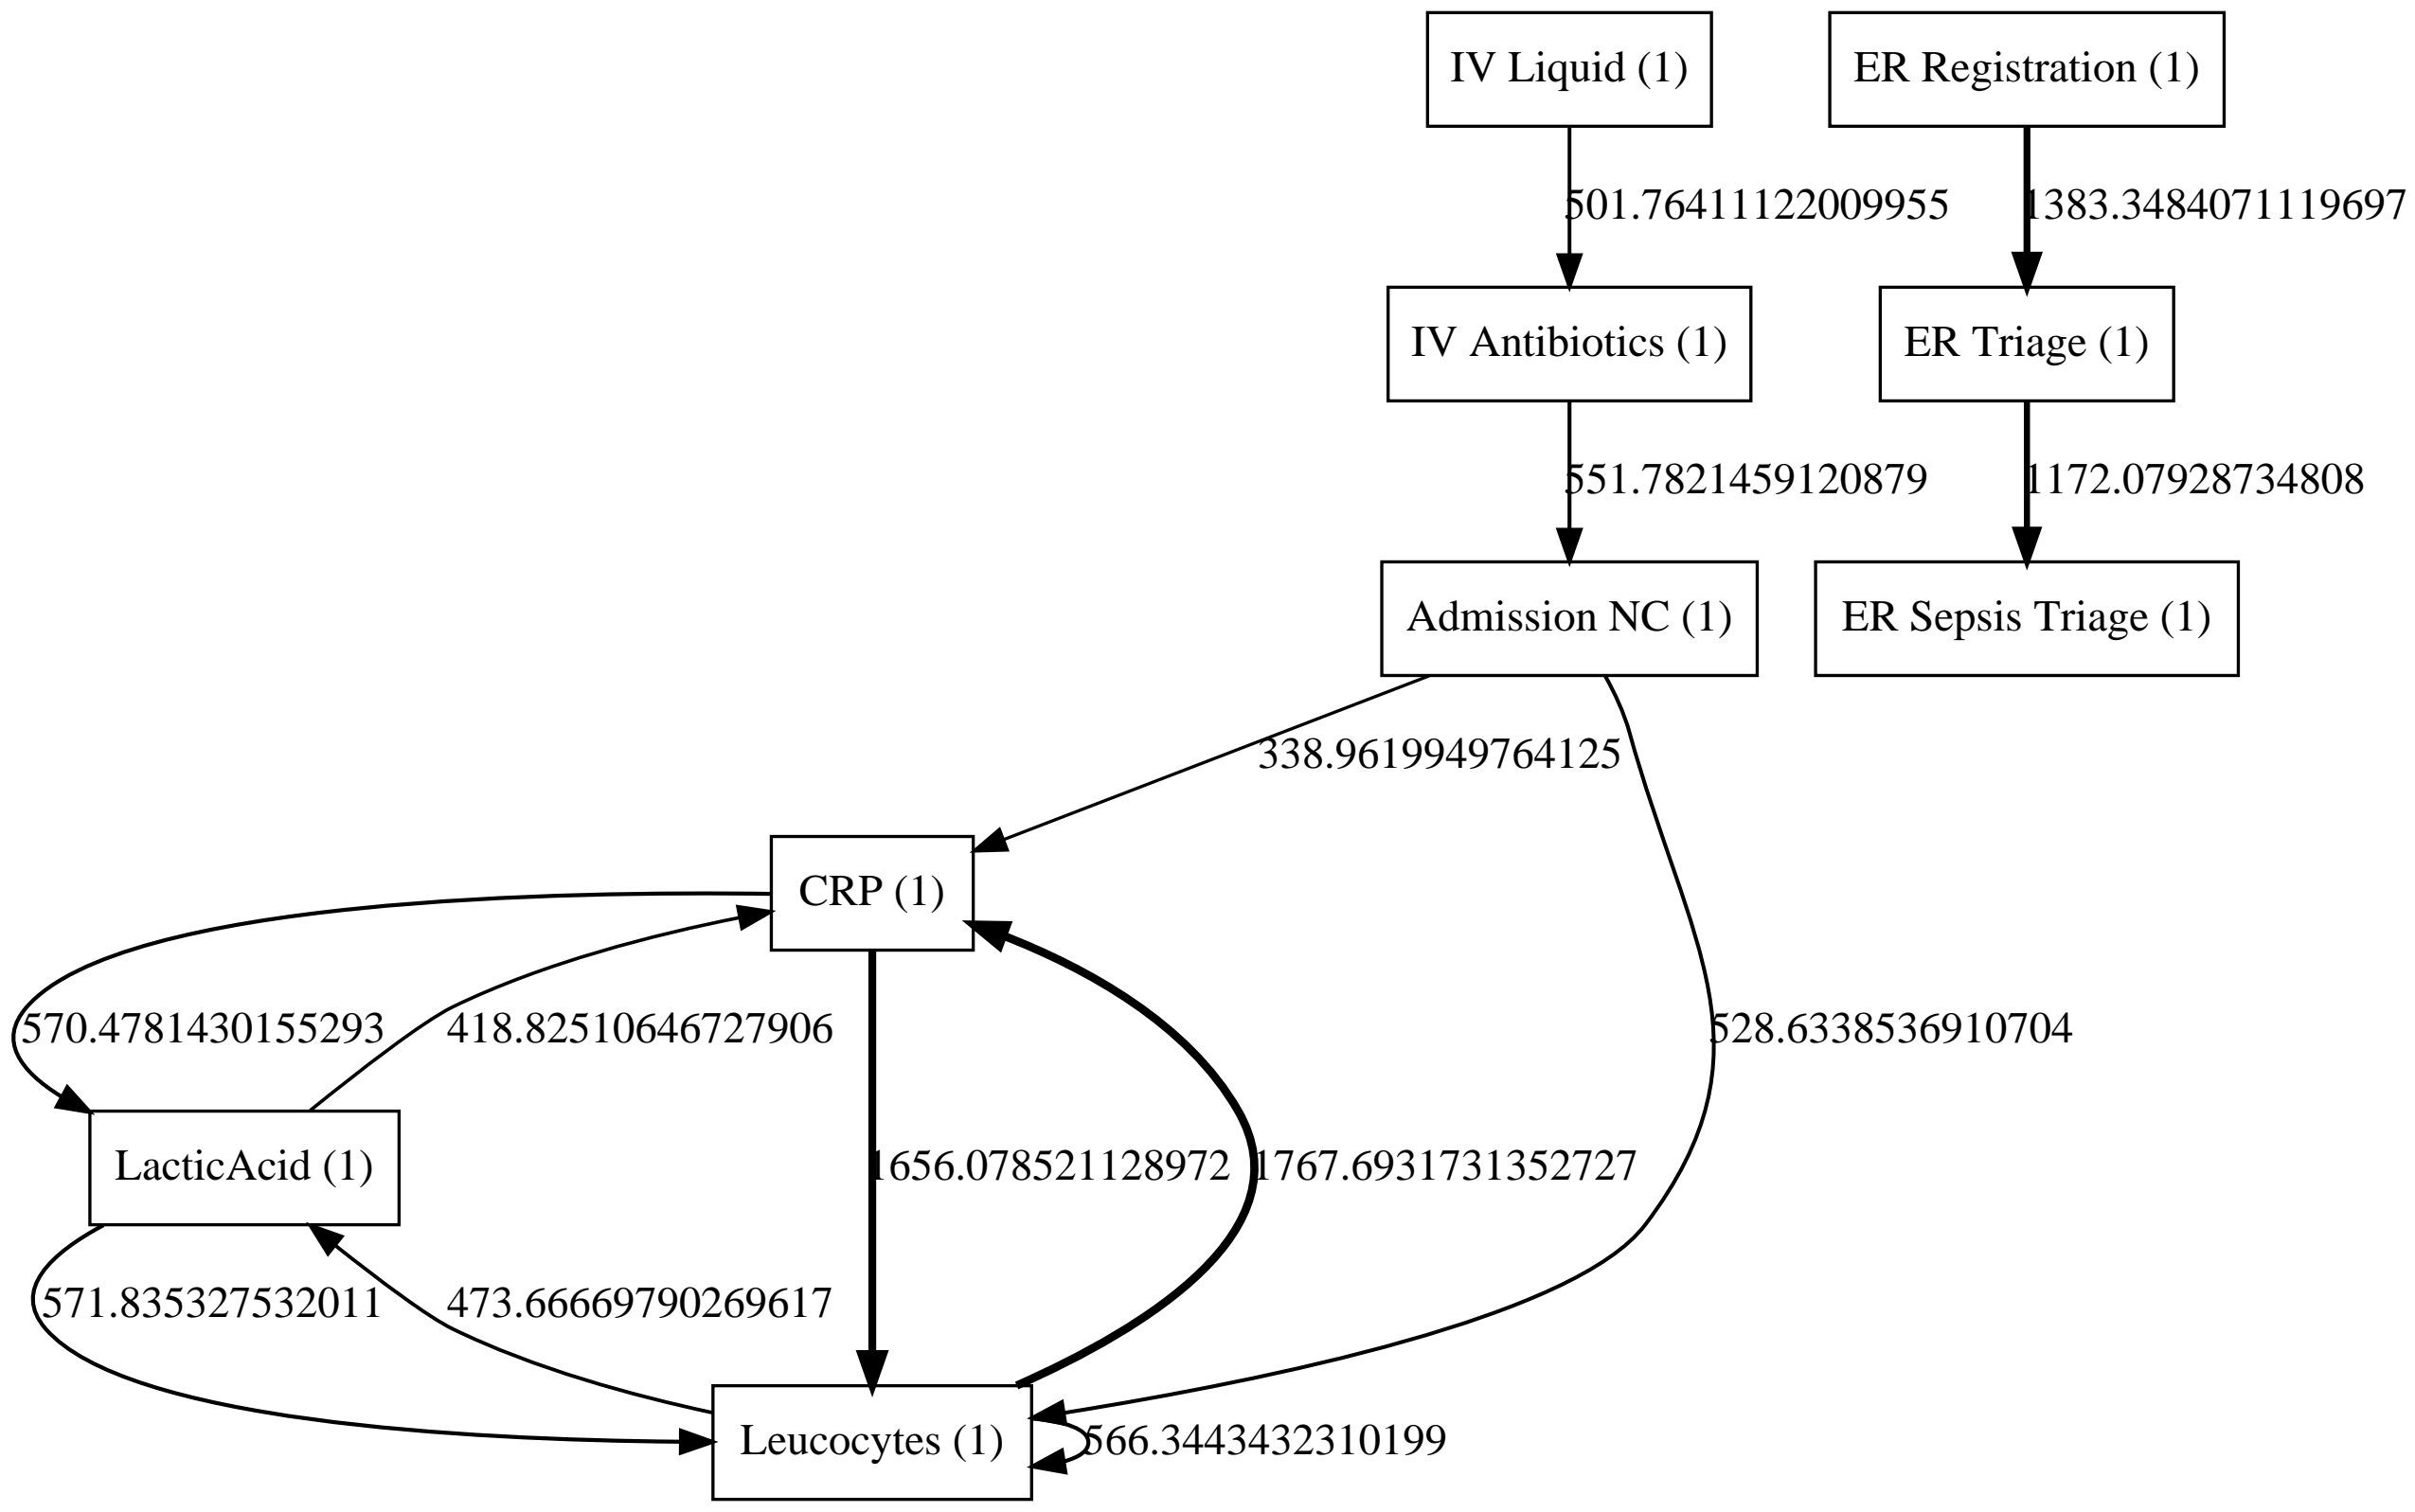 IV Liquid (1)
ER Registration (1)
501.76411122009955
1383.3484071119697
IV Antibiotics (1)
ER Triage (1)
551.7821459120879
1172.07928734808
Admission NC (1)
ER Sepsis Triage (1)
338.9619949764125
CRP (1)
570.4781430155293
418.82510646727906
528.6338536910704
LacticAcid (1)
1656.078521128972
1767.6931731352727
571.835327532011
473.66669790269617
Leucocytes (1)
566.3443432310199